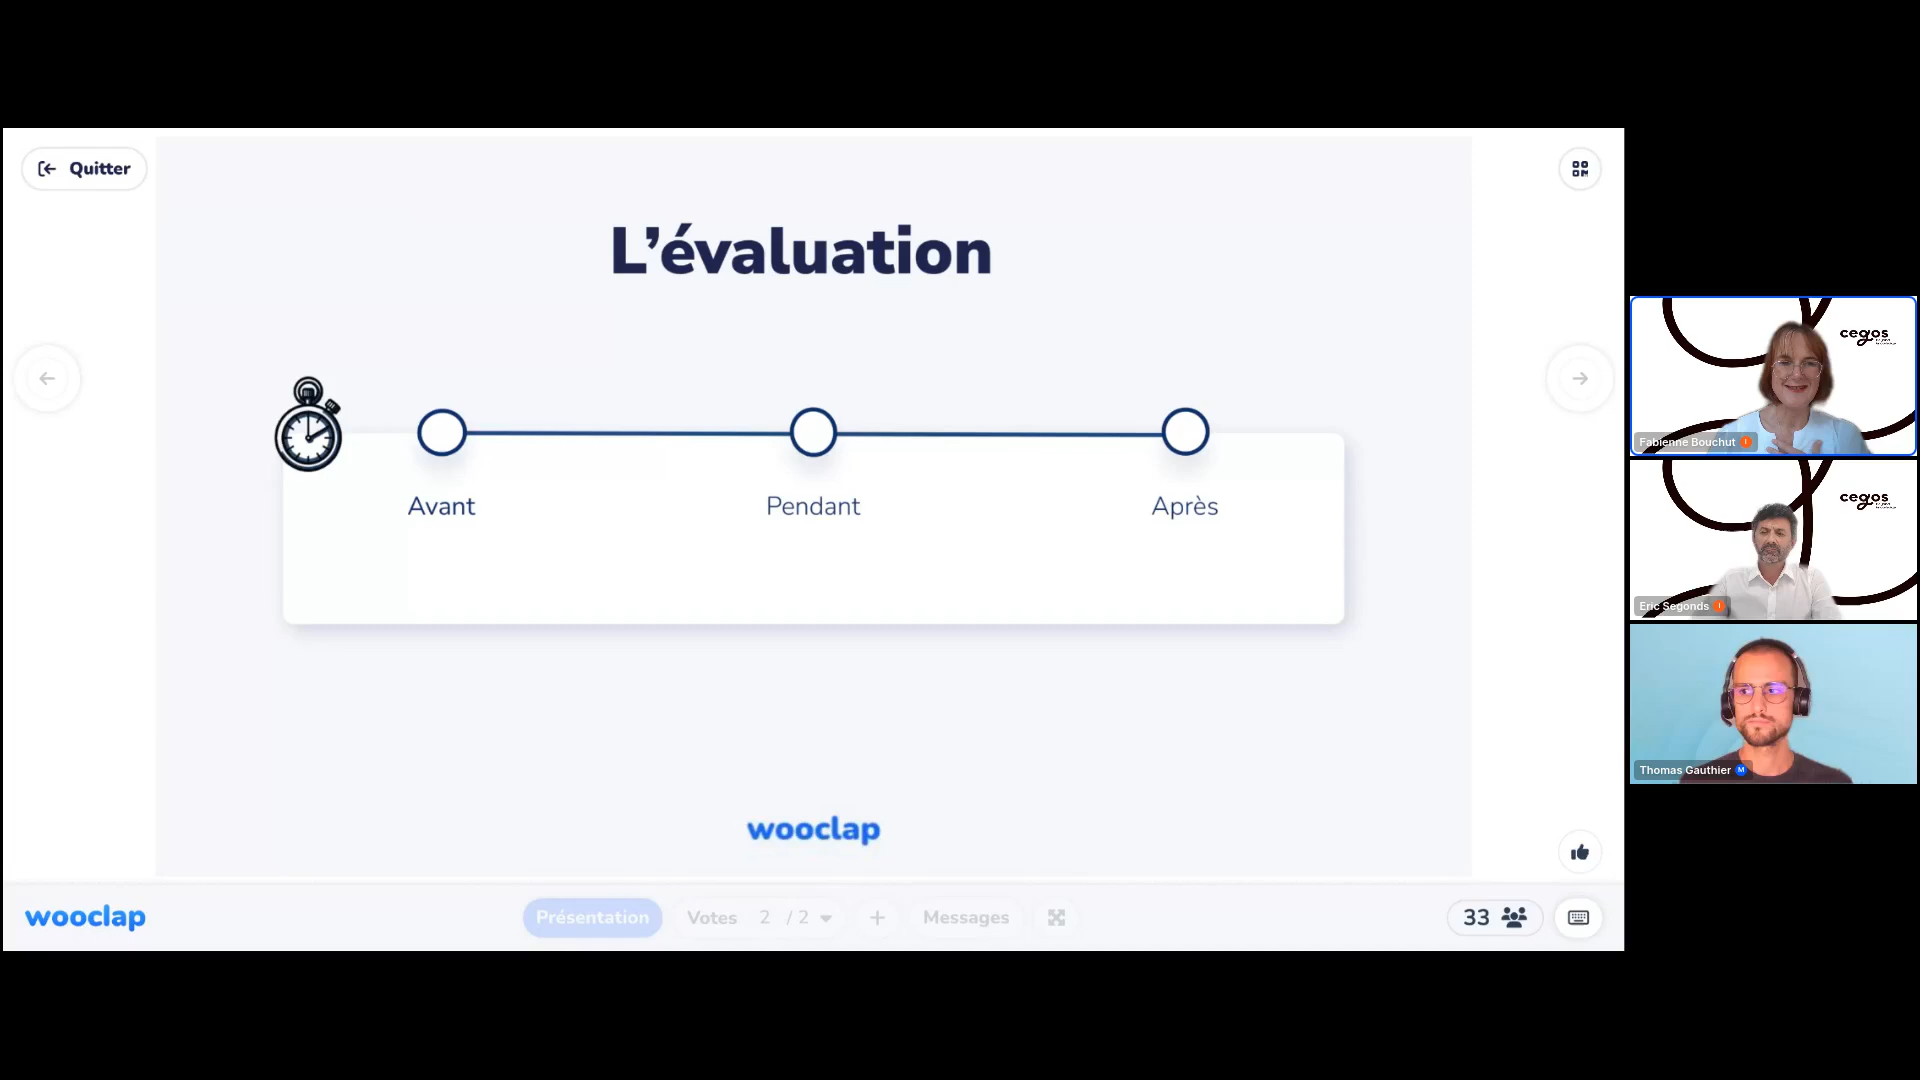 Quitter
L’évaluation
Avant
Pendant
Après
wooclap
wooclap
Présentation
Votes 2 / 2
Messages
33
cegos
Fabienne Bouchut
cegos
Eric Segonds
Thomas Gauthier M